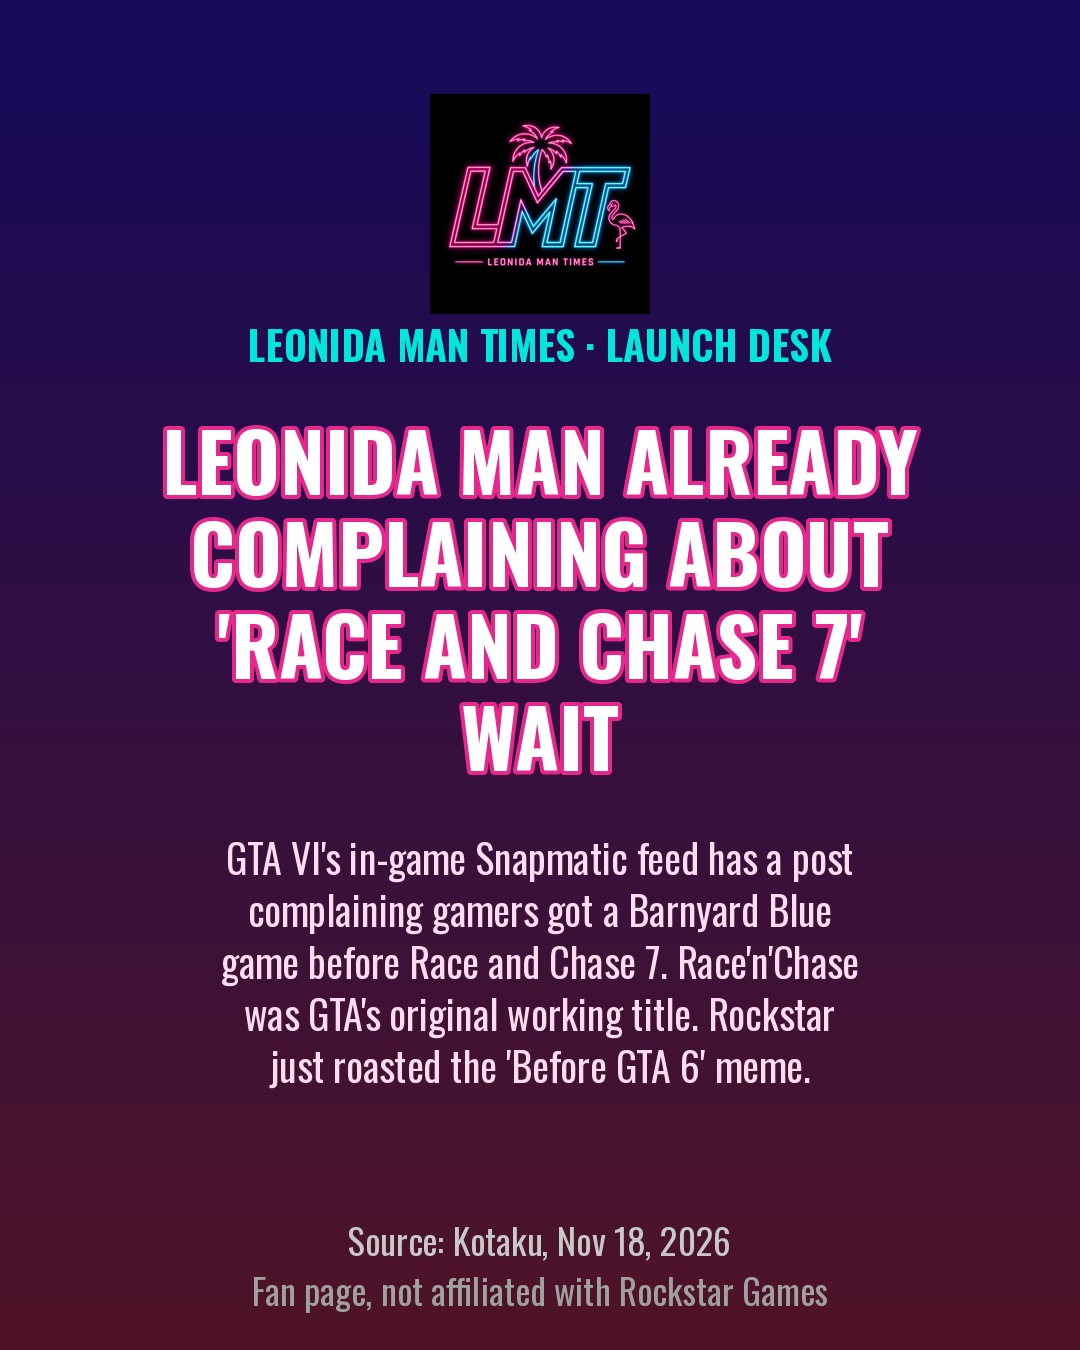 LMT
LEONIDA MAN TIMES
LEONIDA MAN TIMES · LAUNCH DESK
LEONIDA MAN ALREADY
COMPLAINING ABOUT
'RACE AND CHASE 7'
WAIT
GTA VI's in-game Snapmatic feed has a post
complaining gamers got a Barnyard Blue
game before Race and Chase 7. Race'n'Chase
was GTA's original working title. Rockstar
just roasted the 'Before GTA 6' meme.
Source: Kotaku, Nov 18, 2026
Fan page, not affiliated with Rockstar Games